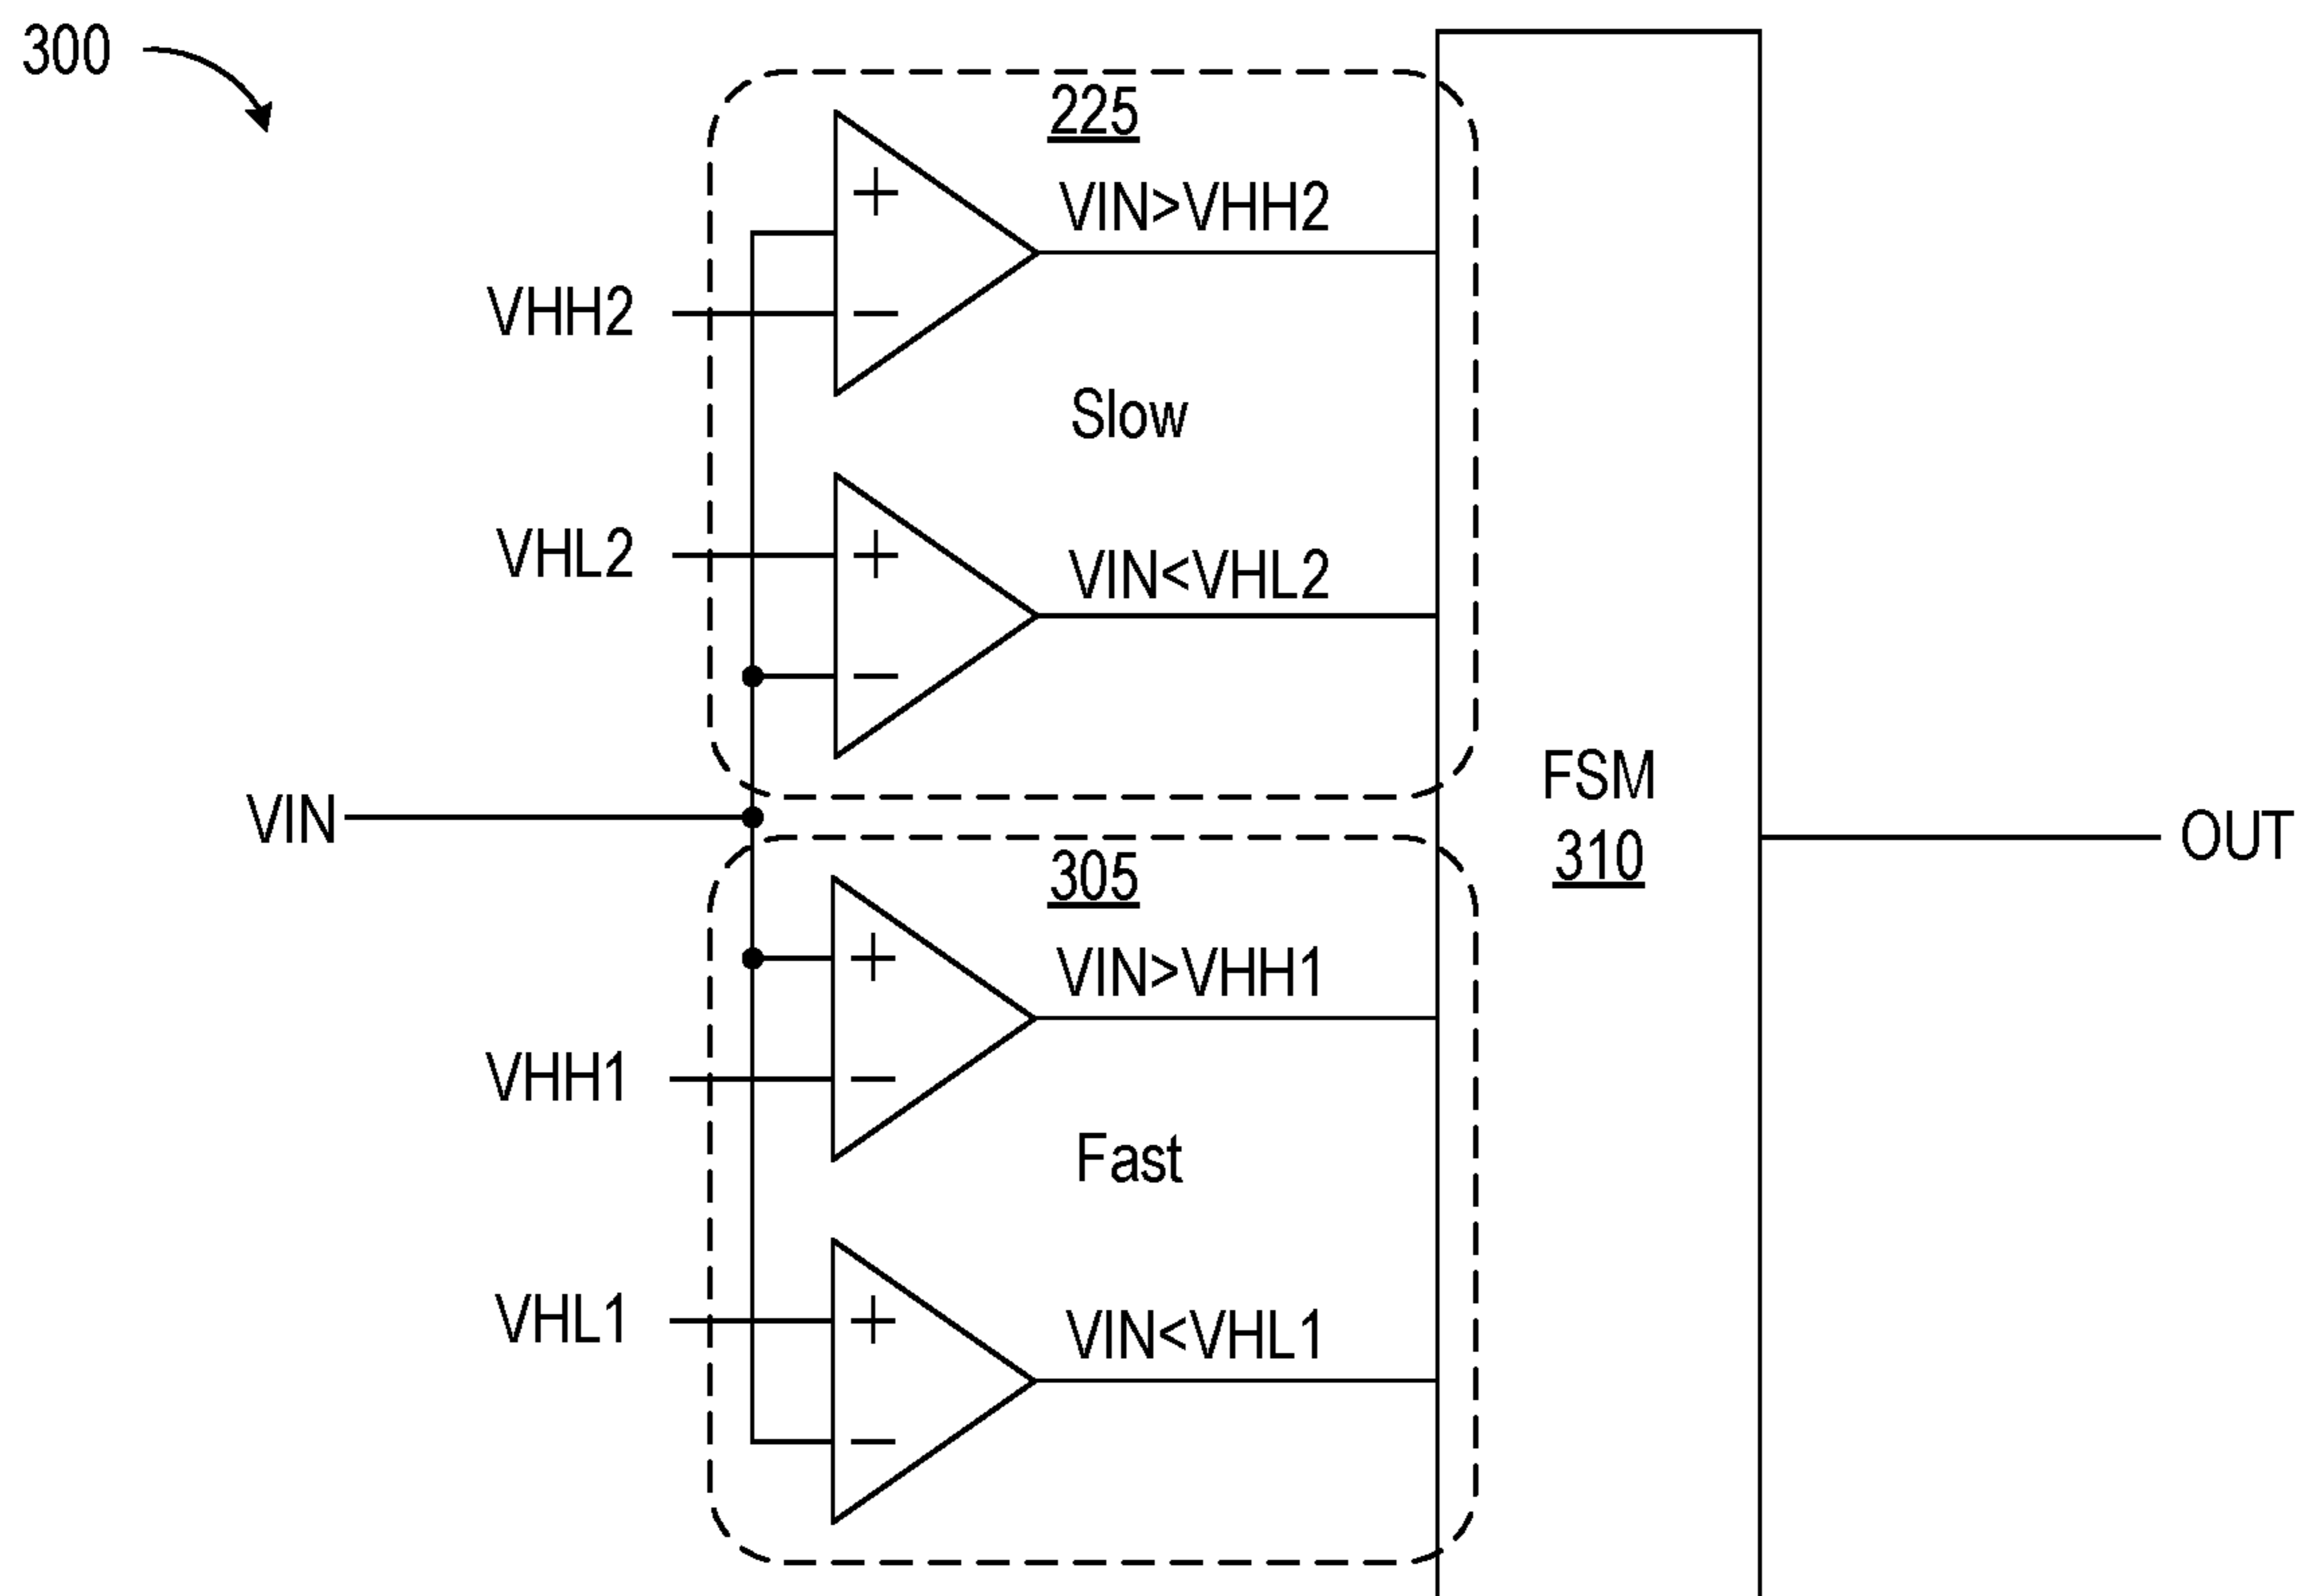 300
225
VIN>VHH2
VHH2
Slow
VHL2
VIN<VHL2
FSM
310
VIN
OUT
305
VIN>VHH1
VHH1
Fast
VHL1
VIN<VHL1